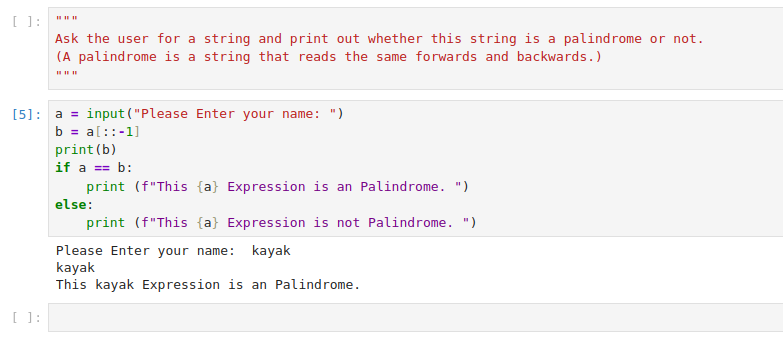 [ ]:
"""
Ask the user for a string and print out whether this string is a palindrome or not.
(A palindrome is a string that reads the same forwards and backwards.)
"""
[5]:
a = input("Please Enter your name: ")
b = a[::-1]
print(b)
if a == b:
    print (f"This {a} Expression is an Palindrome. ")
else:
    print (f"This {a} Expression is not Palindrome. ")
Please Enter your name:  kayak
kayak
This kayak Expression is an Palindrome.
[ ]: